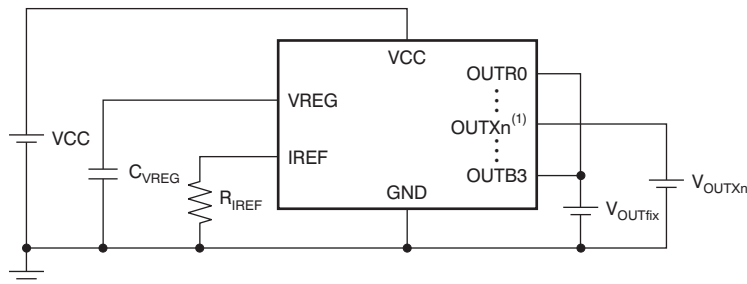 VCC
OUTR0
VREG
OUTXn(1)
VCC
IREF
CVREG
OUTB3
VOUTXn
RIREF
GND
VOUTfix